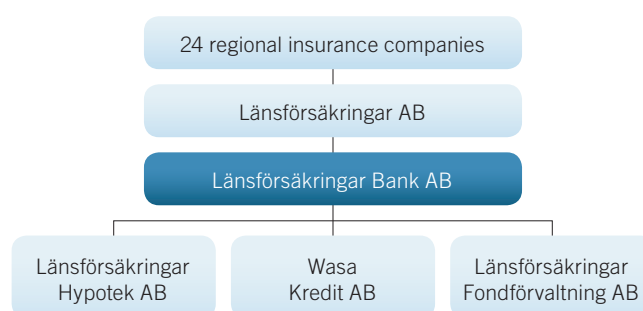 24 regional insurance companies
Länsförsäkringar AB
Länsförsäkringar Bank AB
Länsförsäkringar
Hypotek AB
Wasa
Kredit AB
Länsförsäkringar
Fondförvaltning AB